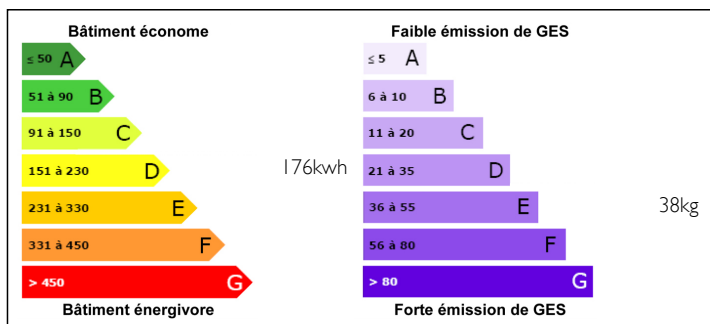 Bâtiment économe
≤ 50 A
51 à 90 B
91 à 150 C
151 à 230 D
231 à 330 E
331 à 450 F
> 450 G
Bâtiment énergivore
176kwh
Faible émission de GES
≤ 5 A
6 à 10 B
11 à 20 C
21 à 35 D
36 à 55 E
56 à 80 F
> 80 G
Forte émission de GES
38kg